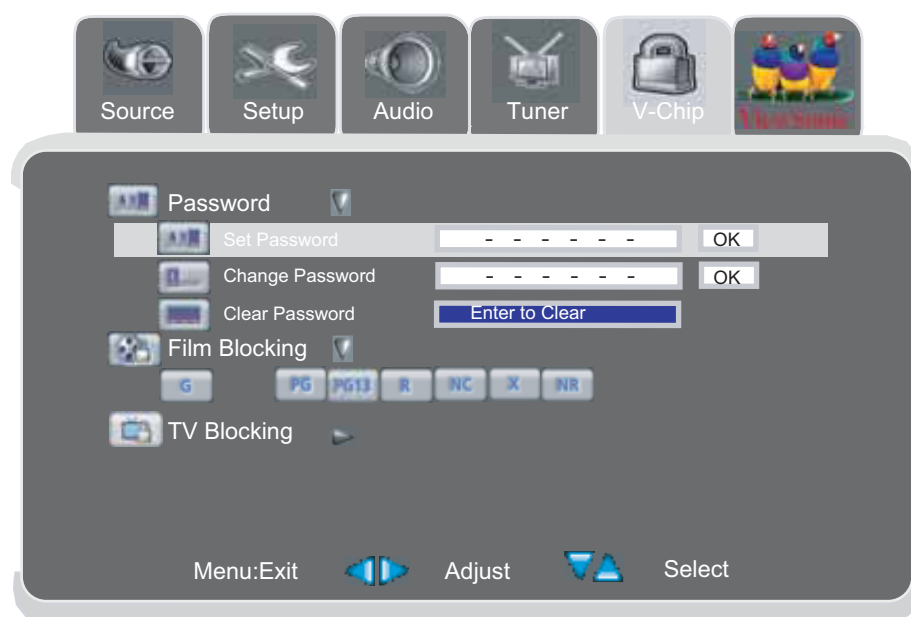 Source Setup Audio Tuner V-Chip ViewSonic
Password
Set Password - - - - - - OK
Change Password - - - - - - OK
Clear Password Enter to Clear
Film Blocking
G PG PG13 R NC X NR
TV Blocking
Menu:Exit Adjust Select